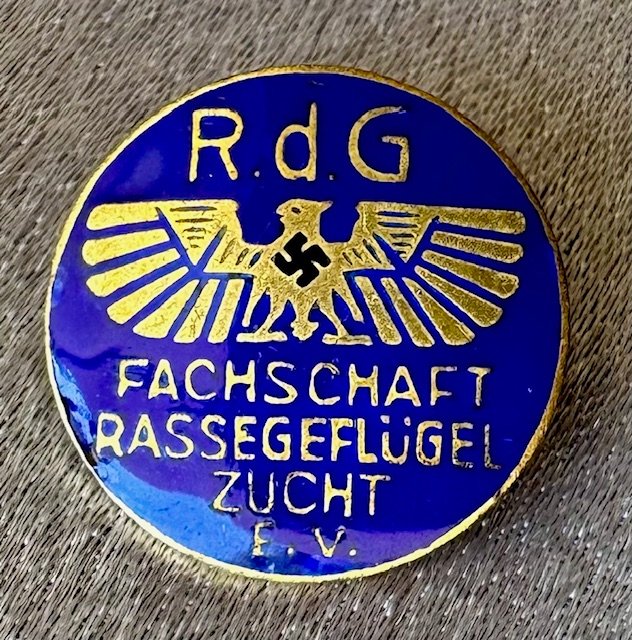 R.d.G
FACHSCHAFT
RASSEGEFLÜGEL
ZUCHT
E.V.